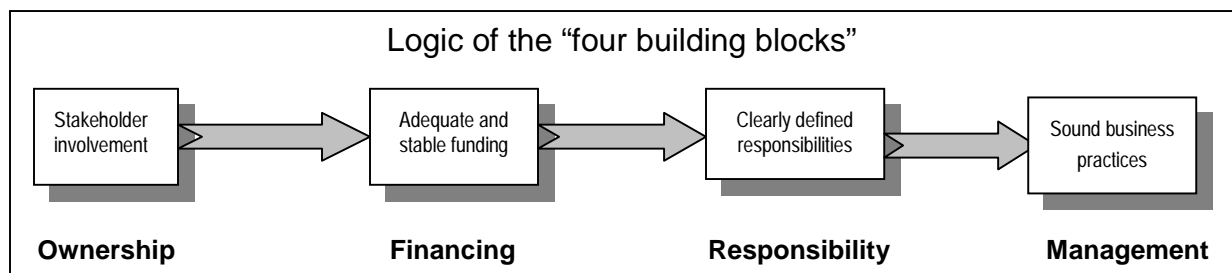 Logic of the “four building blocks”
Stakeholder
involvement
Adequate and
stable funding
Clearly defined
responsibilities
Sound business
practices
Ownership
Financing
Responsibility
Management